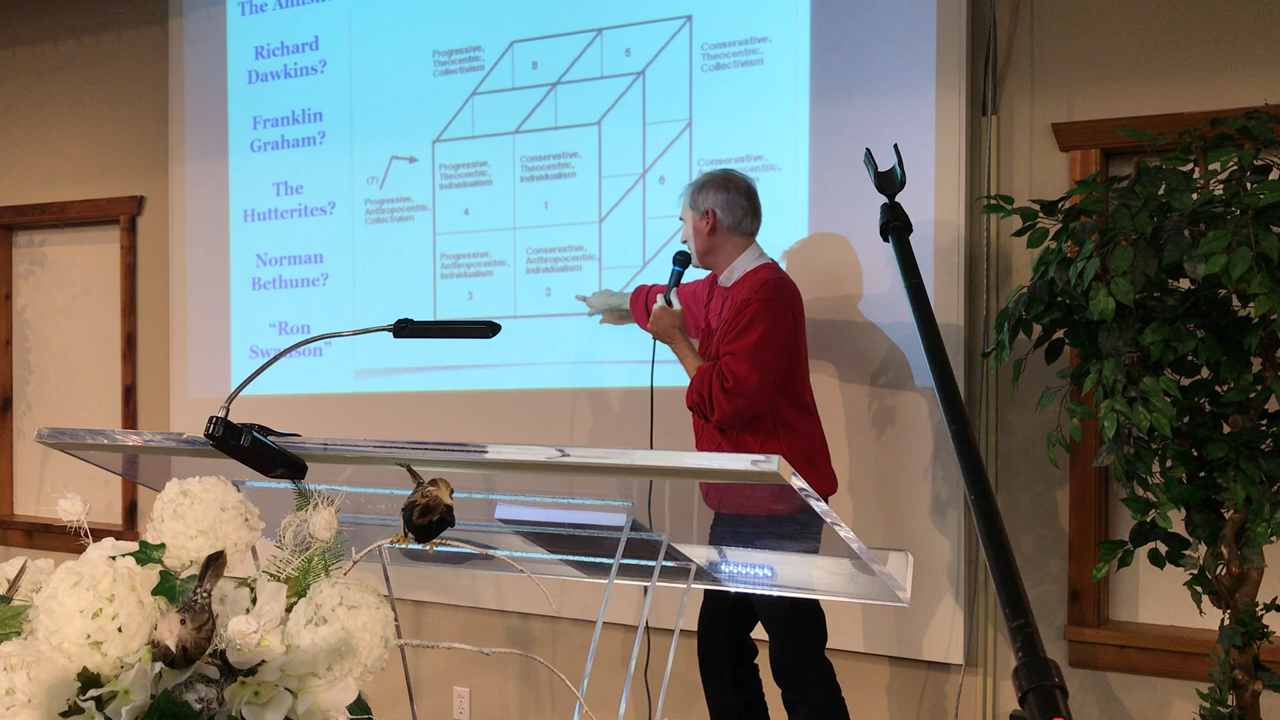 The Amish
Richard
Dawkins?
Franklin
Graham?
The
Hutterites?
Norman
Bethune?
"Ron
Swanson"
Progressive,
Theocentric,
Collectivism
8
5
Conservative,
Theocentric,
Collectivism
(7)
Progressive,
Anthropocentric,
Collectivism
Progressive,
Theocentric,
Individualism
4
Conservative,
Theocentric,
Individualism
1
6
Conservative,
Progressive,
Anthropocentric,
Individualism
3
Conservative,
Anthropocentric,
Individualism
2